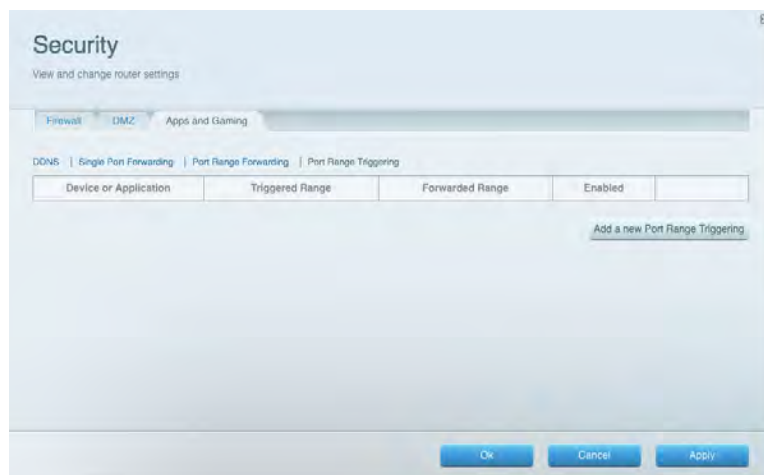 Security
View and change router settings
Firewall DMZ Apps and Gaming
DDNS | Single Port Forwarding | Port Range Forwarding | Port Range Triggering
Device or Application Triggered Range Forwarded Range Enabled
Add a new Port Range Triggering
Ok Cancel Apply